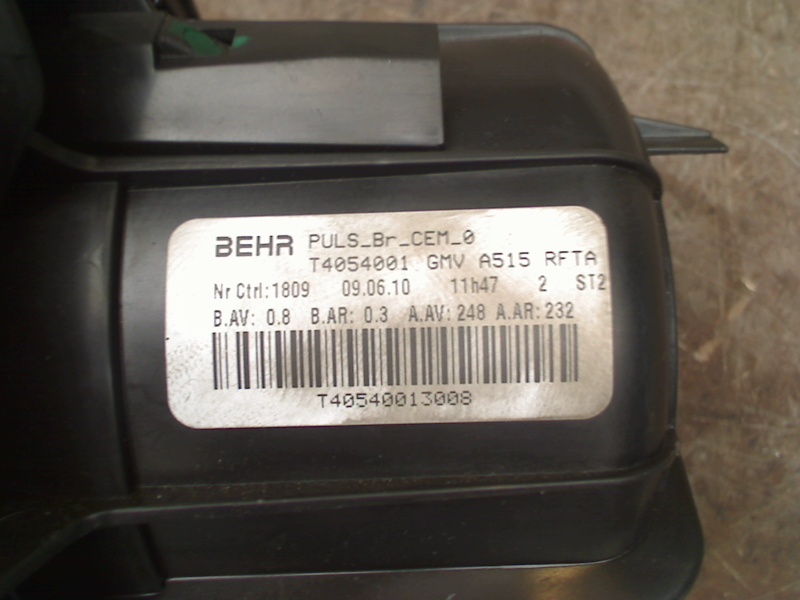 BEHR PULS_Br_CEM_0
T4054001 GMV A515 RFTA
Nr Ctrl:1809 09.06.10 11h47 2 ST2
B.AV: 0.8 B.AR: 0.3 A.AV:248 A.AR:232
T40540013008